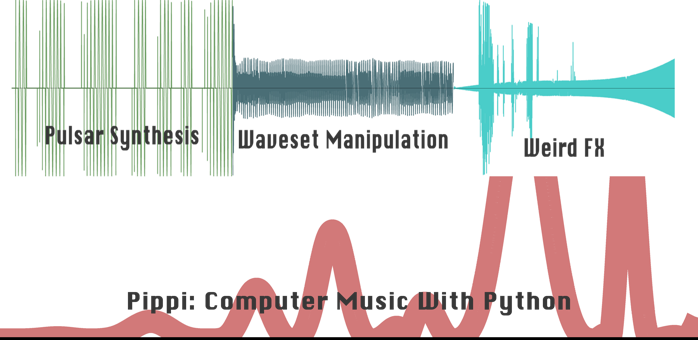 Pulsar Synthesis
Waveset Manipulation
Weird FX
Pippi: Computer Music With Python